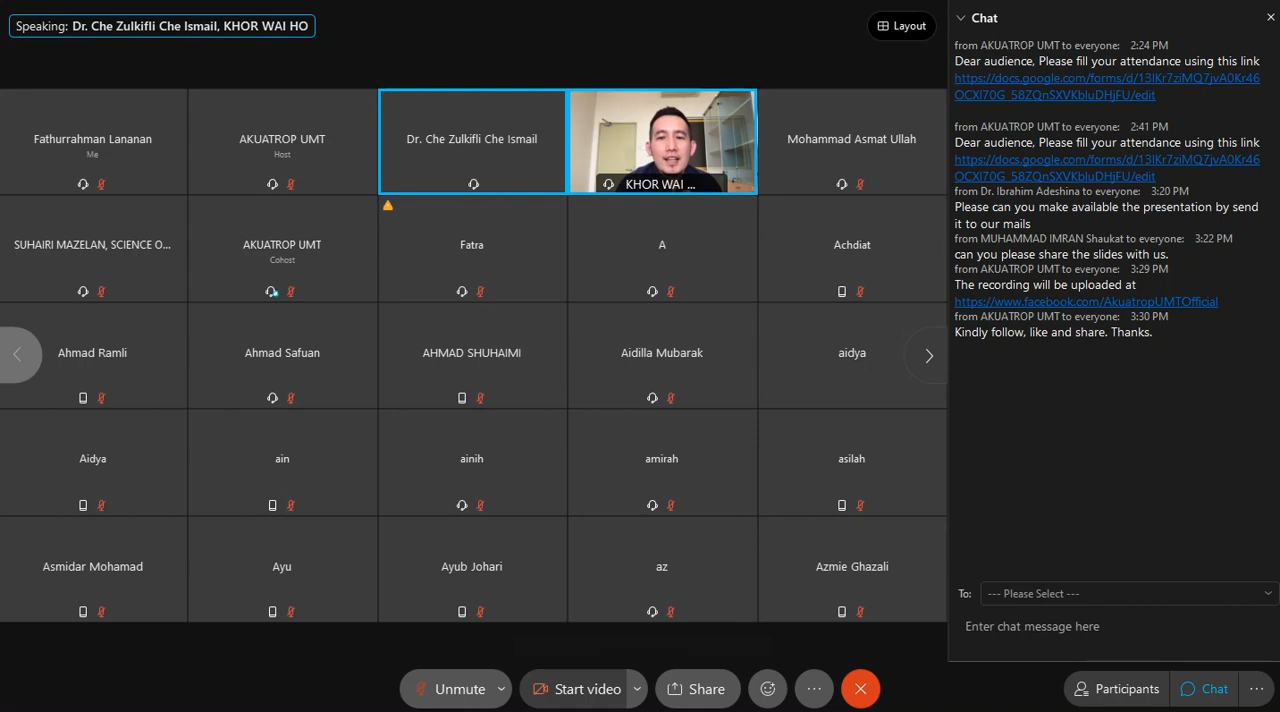 Speaking: Dr. Che Zulkifli Che Ismail, KHOR WAI HO
Layout
Fathurrahman Lananan
Me
AKUATROP UMT
Host
Dr. Che Zulkifli Che Ismail
KHOR WAI ...
Mohammad Asmat Ullah
SUHAIRI MAZELAN, SCIENCE O...
AKUATROP UMT
Cohost
Fatra
A
Achdiat
Ahmad Ramli
Ahmad Safuan
AHMAD SHUHAIMI
Aidilla Mubarak
aidya
Aidya
ain
ainih
amirah
asilah
Asmidar Mohamad
Ayu
Ayub Johari
az
Azmie Ghazali
Unmute
Start video
Share
Chat
from AKUATROP UMT to everyone: 2:24 PM
Dear audience, Please fill your attendance using this link
https://docs.google.com/forms/d/13IKr7ziMQ7jvA0Kr46
OCXl70G_58ZQnSXVKbluDHjFU/edit
from AKUATROP UMT to everyone: 2:41 PM
Dear audience, Please fill your attendance using this link
https://docs.google.com/forms/d/13IKr7ziMQ7jvA0Kr46
OCXl70G_58ZQnSXVKbluDHjFU/edit
from Dr. Ibrahim Adeshina to everyone: 3:20 PM
Please can you make available the presentation by send
it to our mails
from MUHAMMAD IMRAN Shaukat to everyone: 3:22 PM
can you please share the slides with us.
from AKUATROP UMT to everyone: 3:29 PM
The recording will be uploaded at
https://www.facebook.com/AkuatropUMTOfficial
from AKUATROP UMT to everyone: 3:30 PM
Kindly follow, like and share. Thanks.
To: --- Please Select ---
Enter chat message here
Participants
Chat